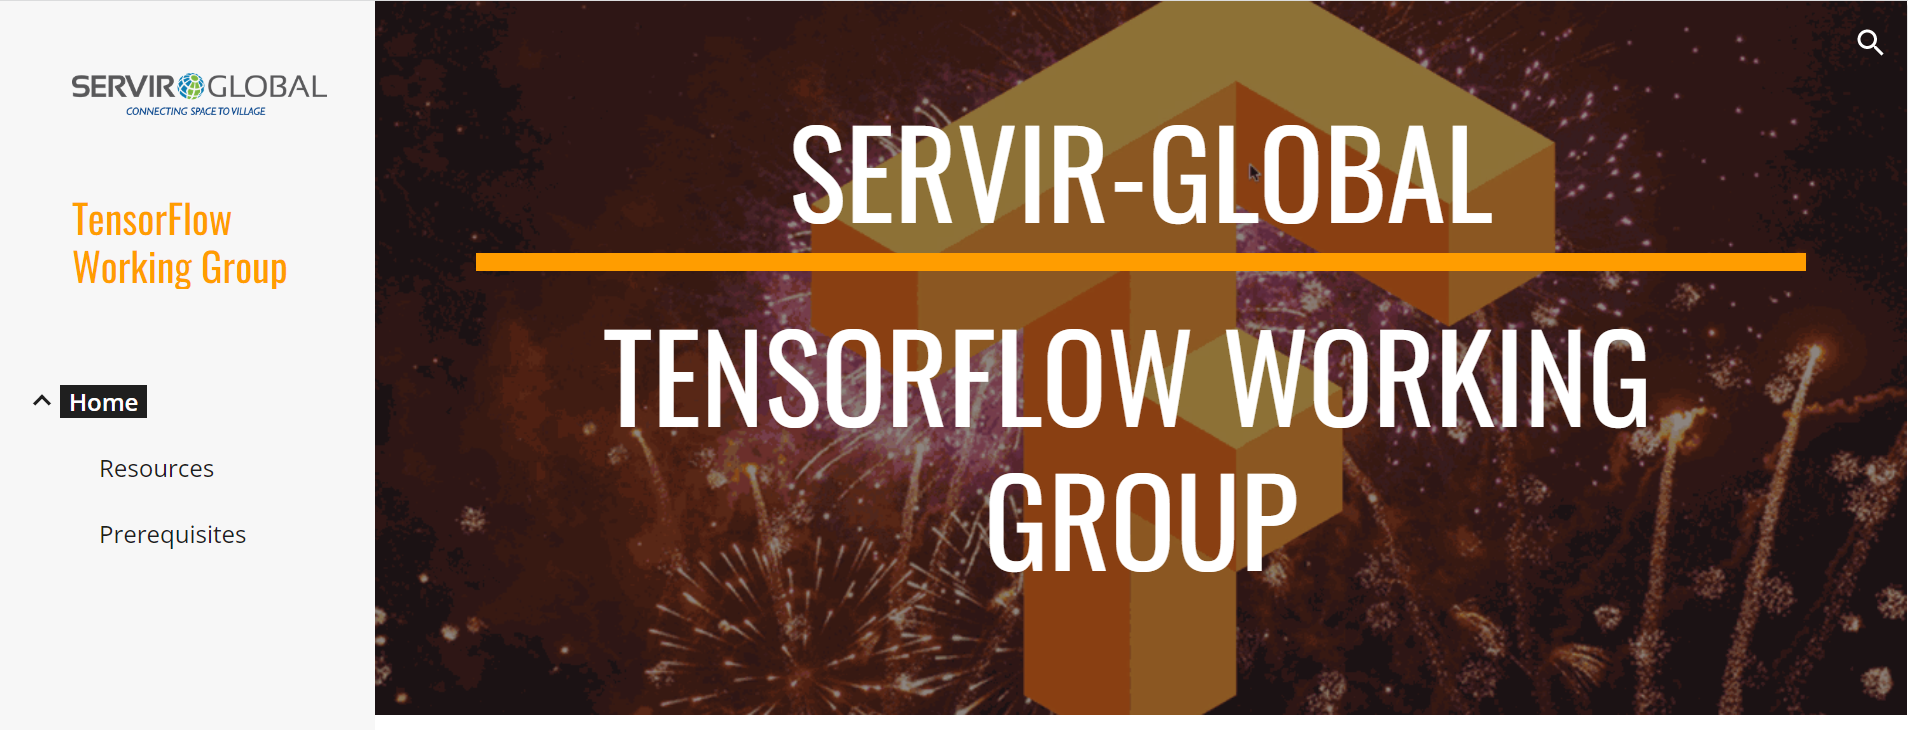 SERVIR GLOBAL
CONNECTING SPACE TO VILLAGE
TensorFlow
Working Group
Home
Resources
Prerequisites
SERVIR-GLOBAL
TENSORFLOW WORKING
GROUP